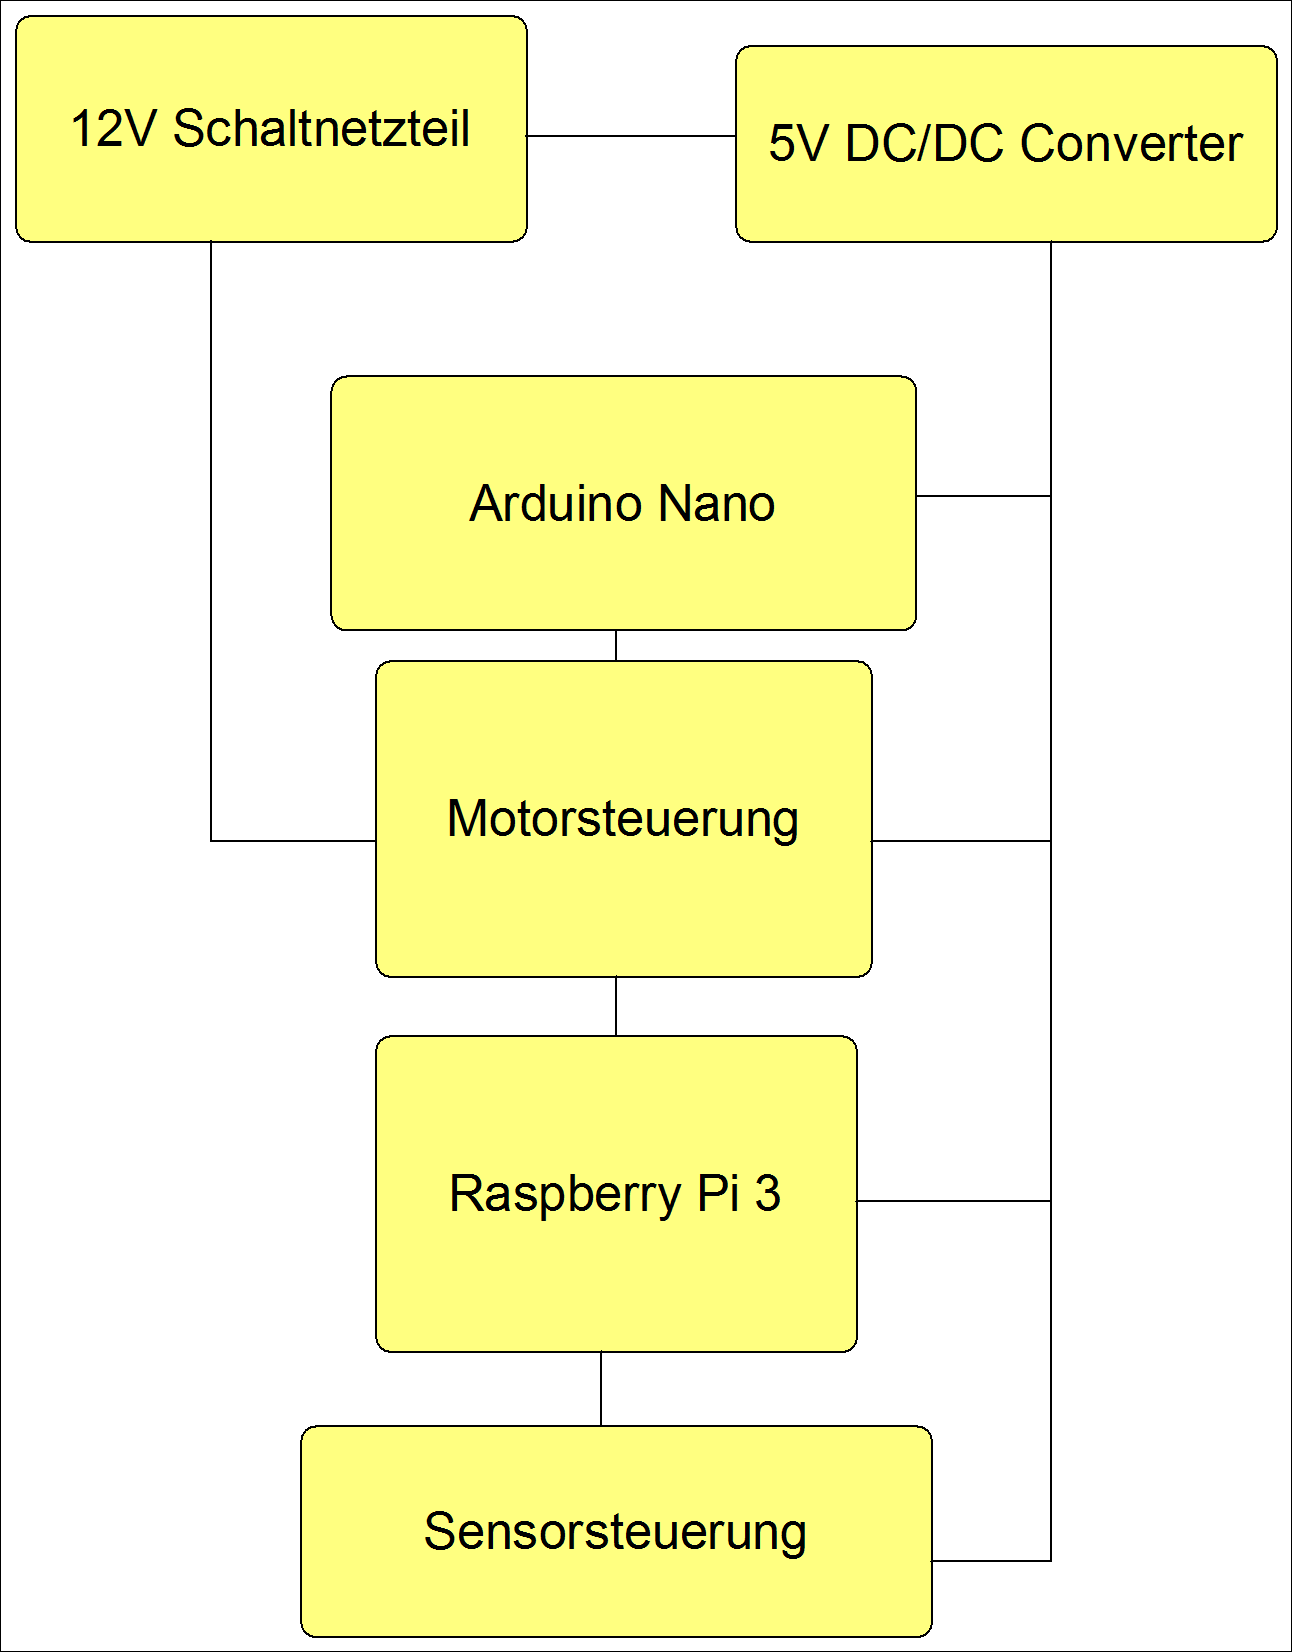 12V Schaltnetzteil
5V DC/DC Converter
Arduino Nano
Motorsteuerung
Raspberry Pi 3
Sensorsteuerung